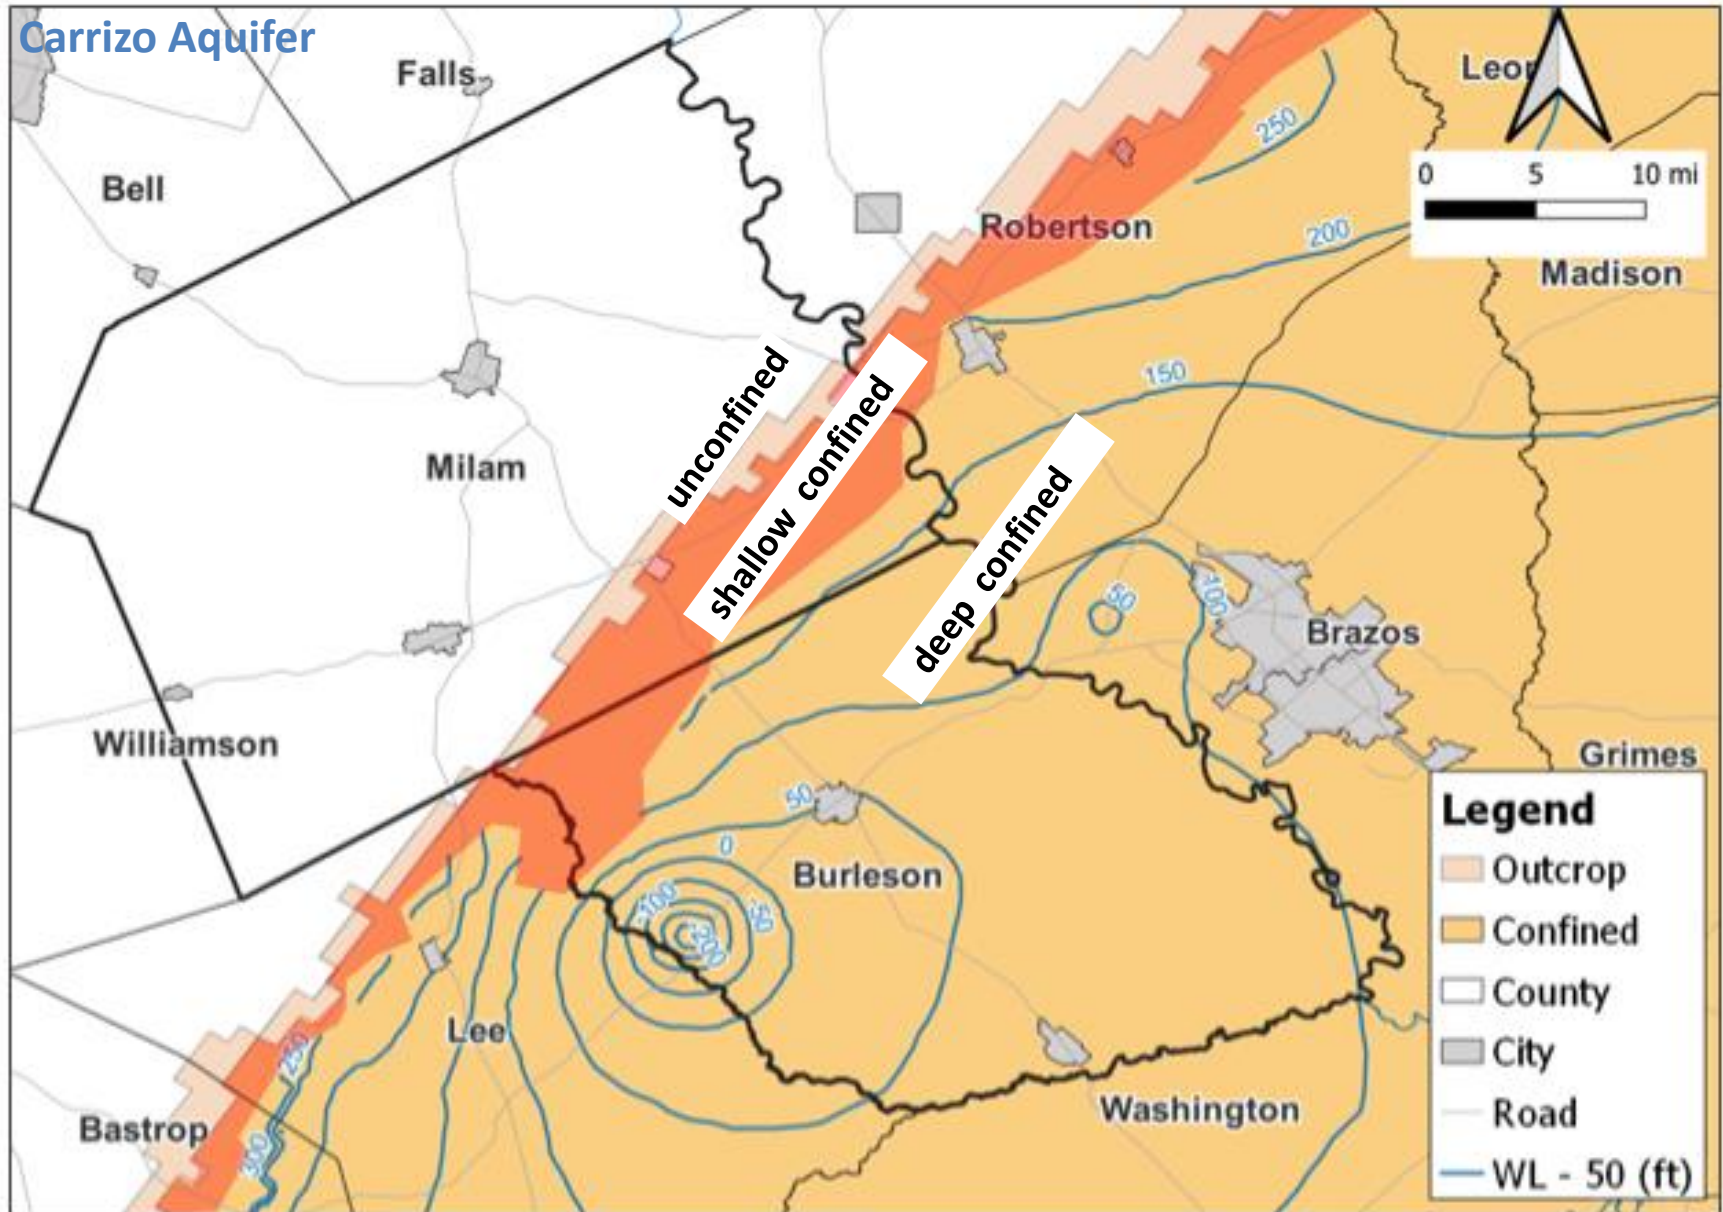 Carrizo Aquifer
Falls
Leon
250
Bell
0 5 10 mi
Robertson
200
Madison
unconfined
shallow confined
150
Milam
deep confined
50
100
Brazos
Williamson
Grimes
50
0
Burleson
-100
-50
-200
Lee
250
Bastrop
300
Washington
Legend
Outcrop
Confined
County
City
Road
WL - 50 (ft)